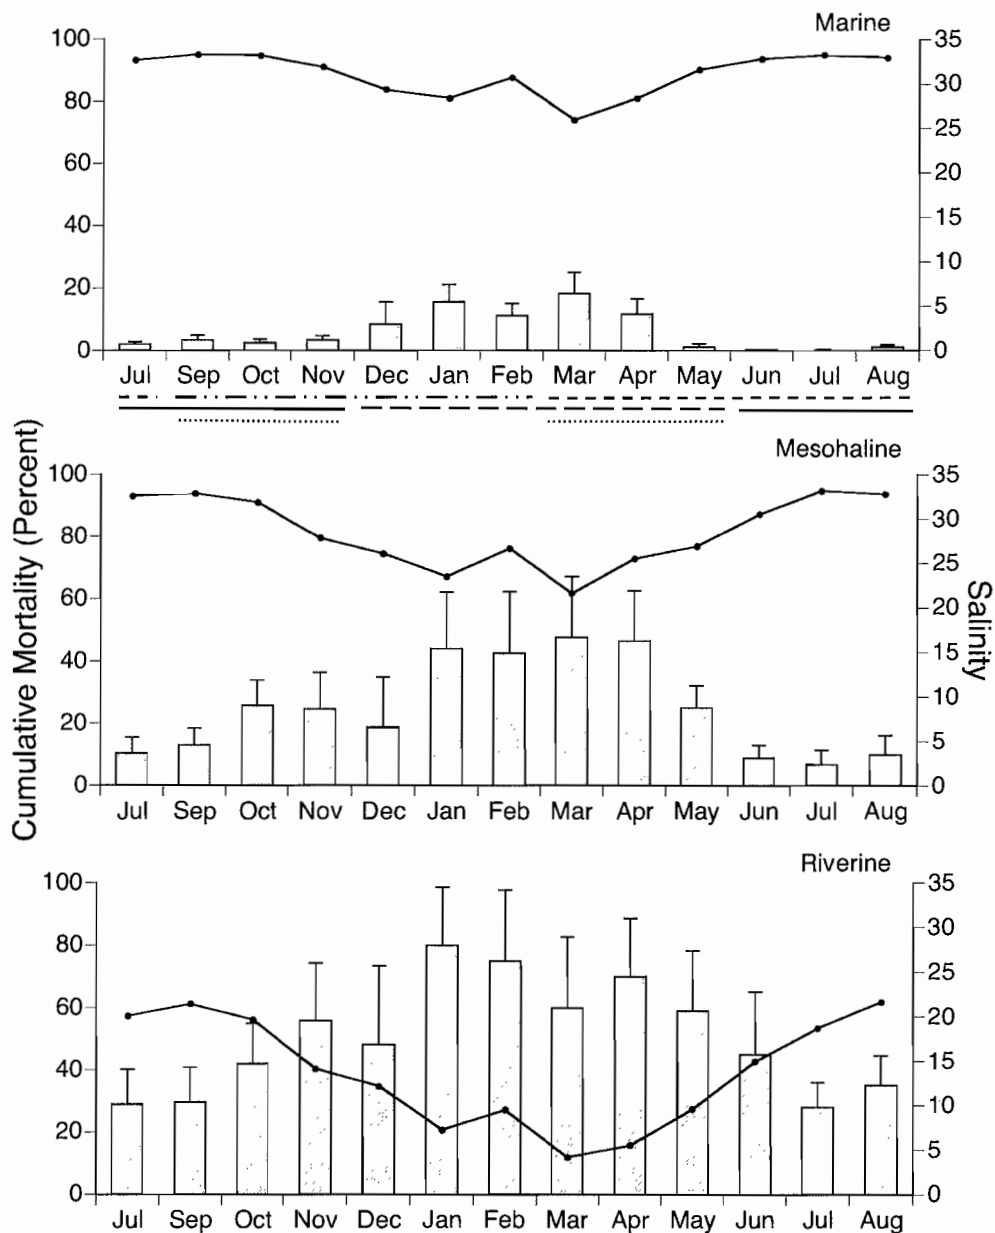 Marine
100 80 60 40 20 0
35 30 25 20 15 10 5 0
Jul Sep Oct Nov Dec Jan Feb Mar Apr May Jun Jul Aug
Cumulative Mortality (Percent)
Salinity
Mesohaline
100 80 60 40 20 0
35 30 25 20 15 10 5 0
Jul Sep Oct Nov Dec Jan Feb Mar Apr May Jun Jul Aug
Riverine
100 80 60 40 20 0
35 30 25 20 15 10 5 0
Jul Sep Oct Nov Dec Jan Feb Mar Apr May Jun Jul Aug